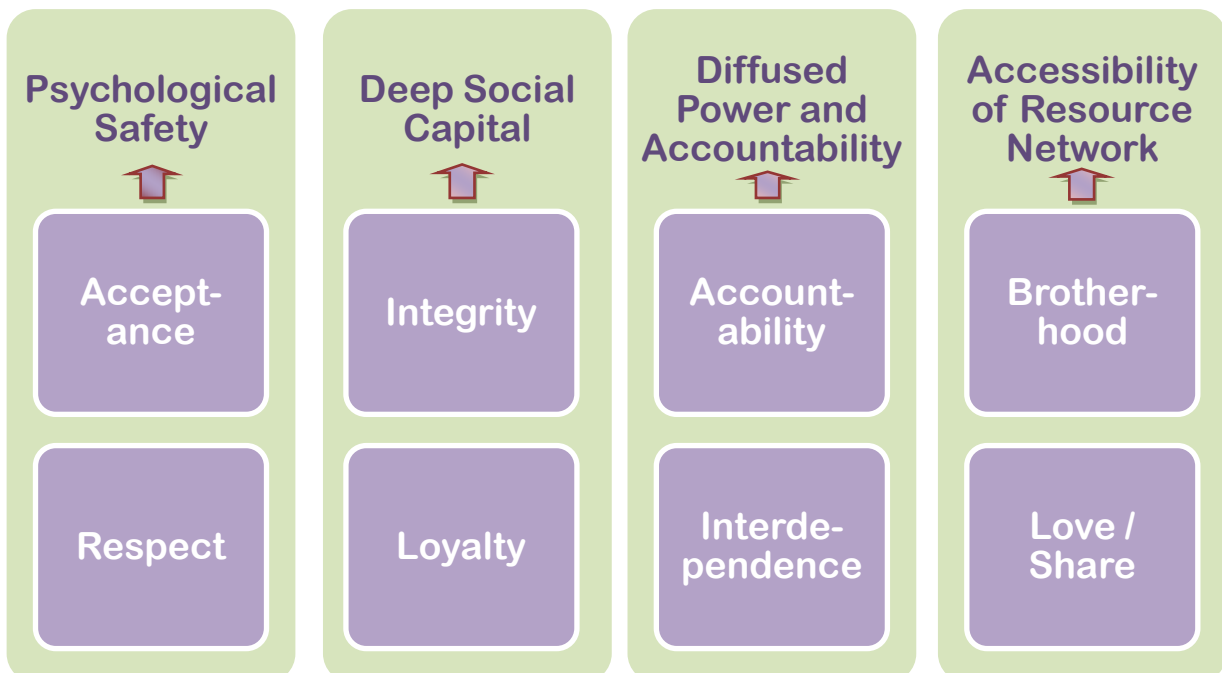 Psychological
Safety
Accept-
ance
Respect
Deep Social
Capital
Integrity
Loyalty
Diffused
Power and
Accountability
Account-
ability
Interde-
pendence
Accessibility
of Resource
Network
Brother-
hood
Love /
Share